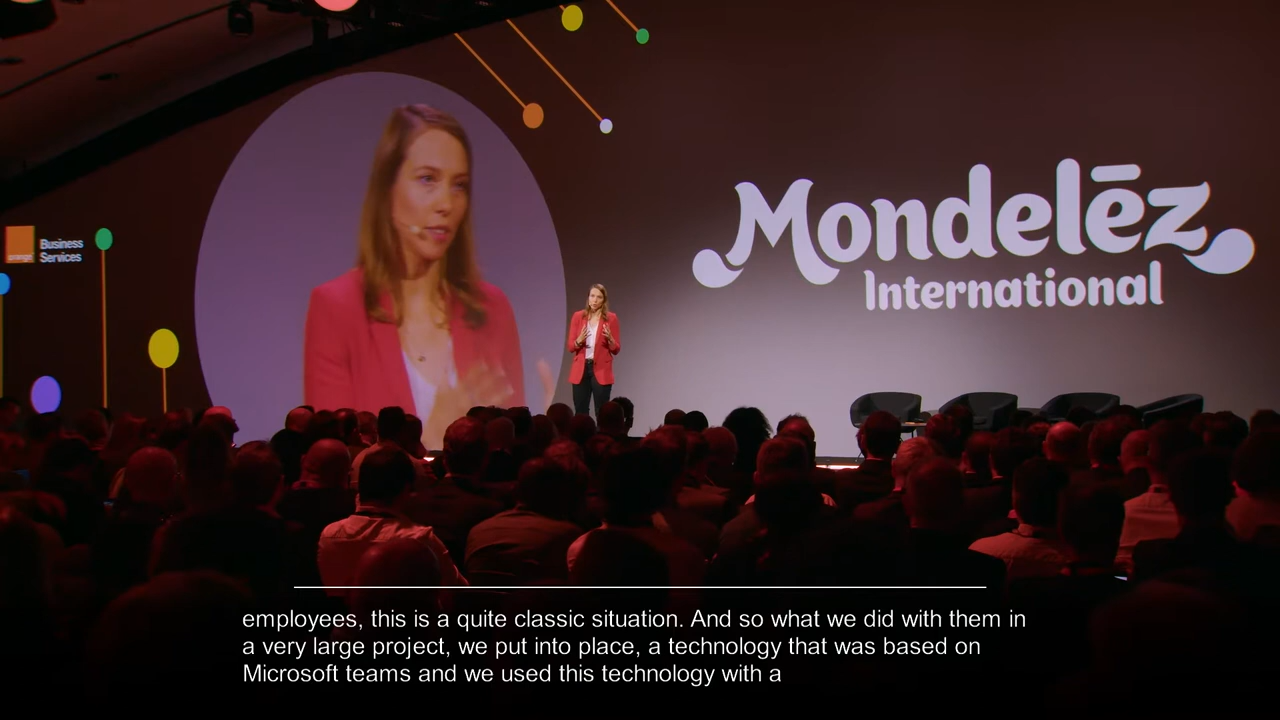 orange
Business
Services
Mondelēz
International
employees, this is a quite classic situation. And so what we did with them in
a very large project, we put into place, a technology that was based on
Microsoft teams and we used this technology with a